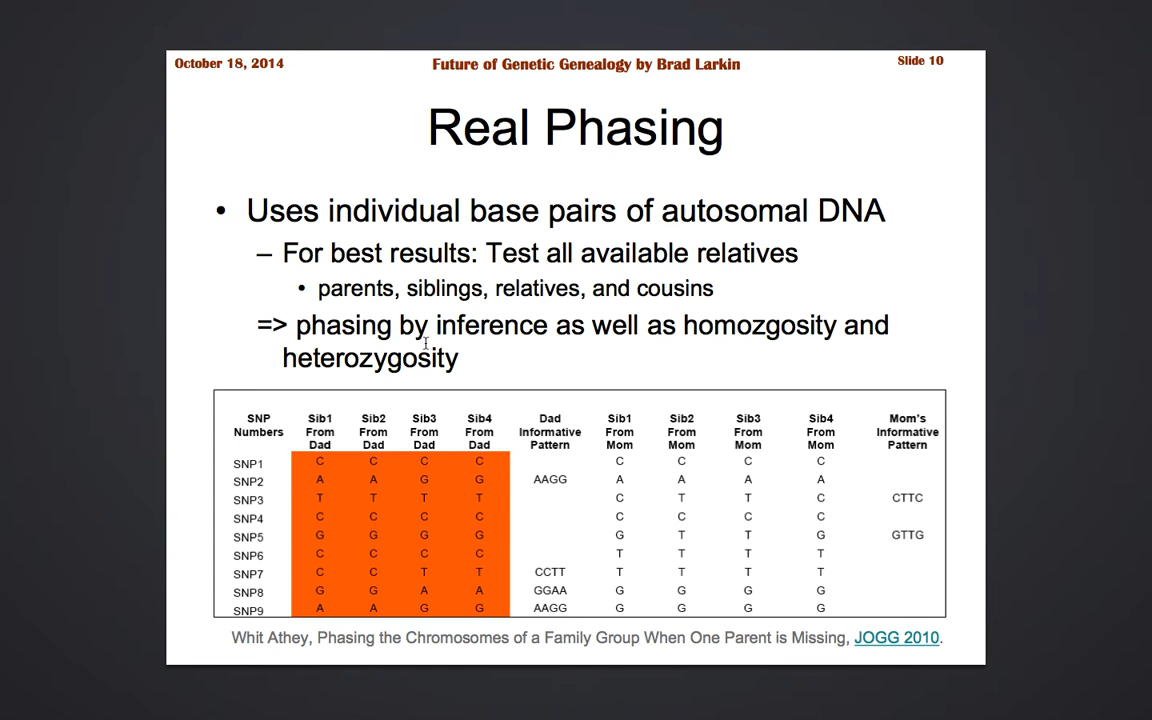 October 18, 2014 Future of Genetic Genealogy by Brad Larkin Slide 10
Real Phasing
• Uses individual base pairs of autosomal DNA
– For best results: Test all available relatives
• parents, siblings, relatives, and cousins
=> phasing by inference as well as homozgosity and
heterozygosity
SNP Sib1 Sib2 Sib3 Sib4 Dad Sib1 Sib2 Sib3 Sib4 Mom's
Numbers From From From From Informative From From From From Informative
Dad Dad Dad Dad Pattern Mom Mom Mom Mom Pattern
SNP1 C C C C C C C C
SNP2 A A G G AAGG A A A A
SNP3 T T T T C T T C CTTC
SNP4 C C C C C C C C
SNP5 G G G G G T T G GTTG
SNP6 C C C C T T T T
SNP7 C C T T CCTT T T T T
SNP8 G G A A GGAA G G G G
SNP9 A A G G AAGG G G G G
Whit Athey, Phasing the Chromosomes of a Family Group When One Parent is Missing, JOGG 2010.